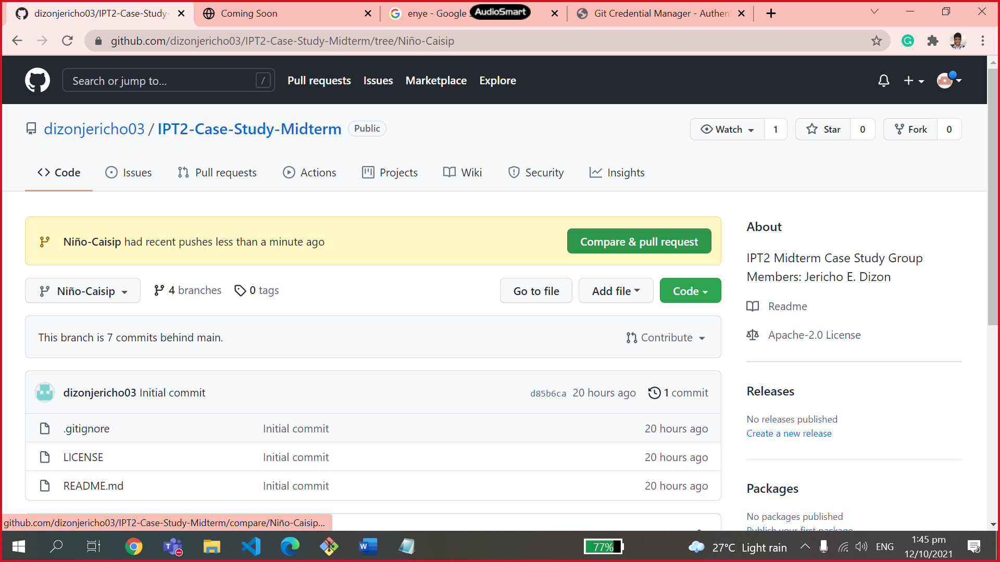 dizonjericho03/IPT2-Case-Study-
Coming Soon
enye - Google
AudioSmart
Git Credential Manager - Authen
github.com/dizonjericho03/IPT2-Case-Study-Midterm/tree/Niño-Caisip
Search or jump to...
/
Pull requests
Issues
Marketplace
Explore
dizonjericho03 / IPT2-Case-Study-Midterm
Public
Watch
1
Star
0
Fork
0
Code
Issues
Pull requests
Actions
Projects
Wiki
Security
Insights
Niño-Caisip had recent pushes less than a minute ago
Compare & pull request
Niño-Caisip
4 branches
0 tags
Go to file
Add file
Code
This branch is 7 commits behind main.
Contribute
dizonjericho03 Initial commit
d85b6ca 20 hours ago
1 commit
.gitignore
Initial commit
20 hours ago
LICENSE
Initial commit
20 hours ago
README.md
Initial commit
20 hours ago
About
IPT2 Midterm Case Study Group
Members: Jericho E. Dizon
Readme
Apache-2.0 License
Releases
No releases published
Create a new release
Packages
No packages published
Publish your first package
github.com/dizonjericho03/IPT2-Case-Study-Midterm/compare/Niño-Caisip...
77%
27°C Light rain
ENG
1:45 pm
12/10/2021